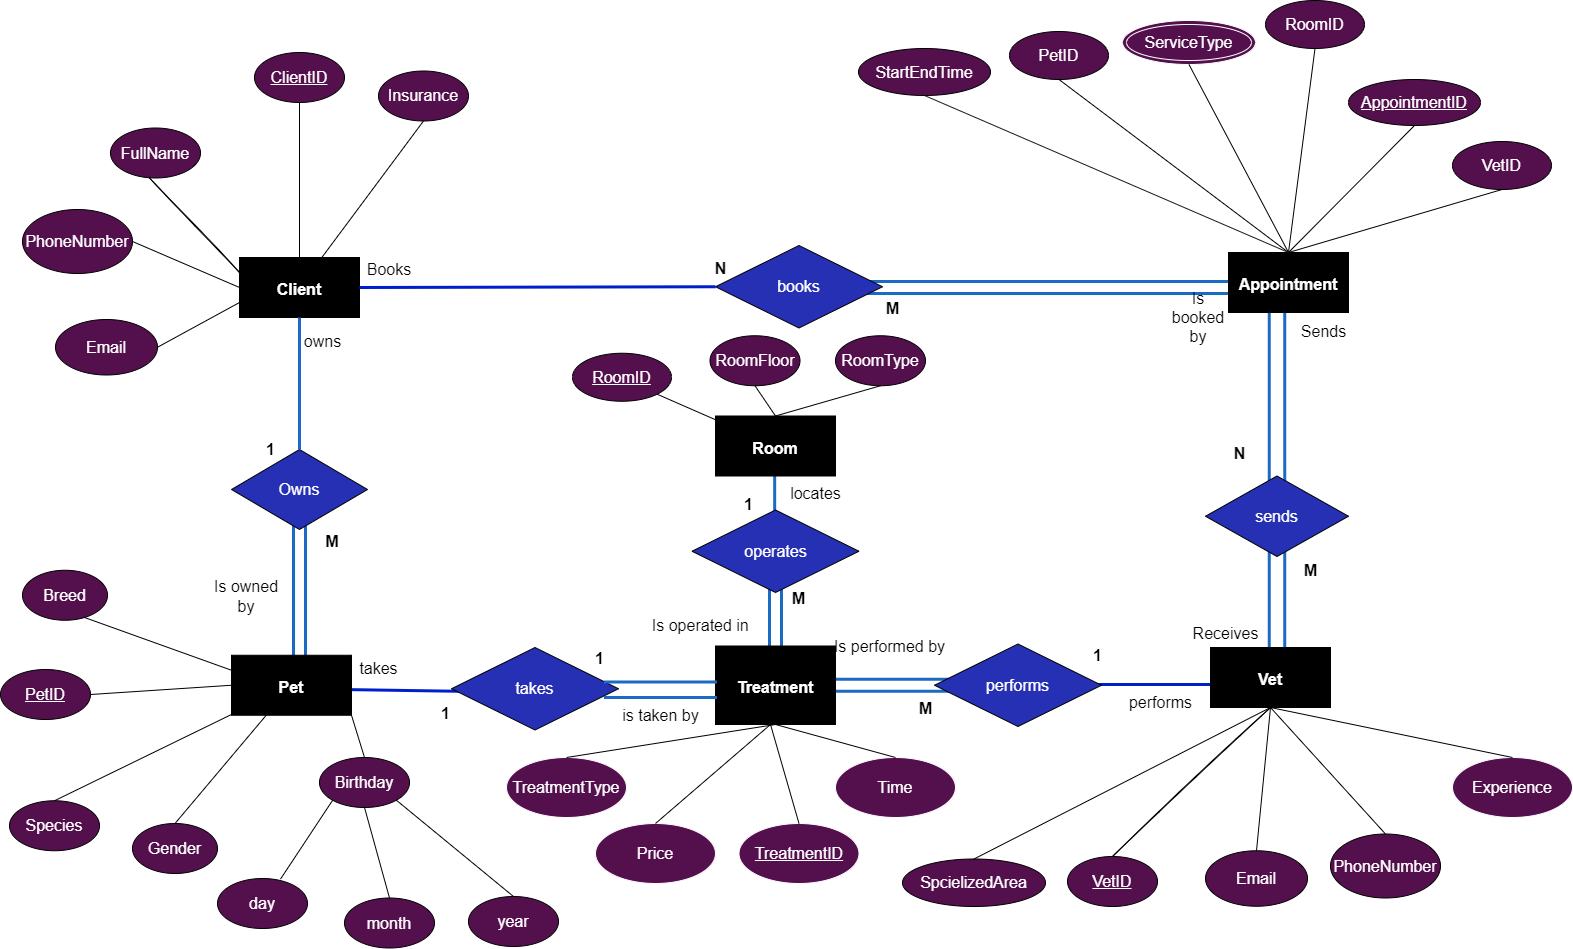 RoomID
ServiceType
PetID
StartEndTime
ClientID
Insurance
AppointmentID
FullName
VetID
PhoneNumber
Books
N
books
Client
Appointment
M
Is
booked
by
Sends
owns
Email
RoomFloor
RoomType
RoomID
1
Room
N
Owns
locates
1
sends
M
operates
M
M
Is owned
by
Breed
Is operated in
Receives
Is performed by
takes
1
1
Pet
takes
Treatment
performs
Vet
PetID
1
is taken by
M
performs
Birthday
TreatmentType
Time
Experience
Species
Gender
Price
TreatmentID
PhoneNumber
SpcielizedArea
VetID
Email
day
month
year